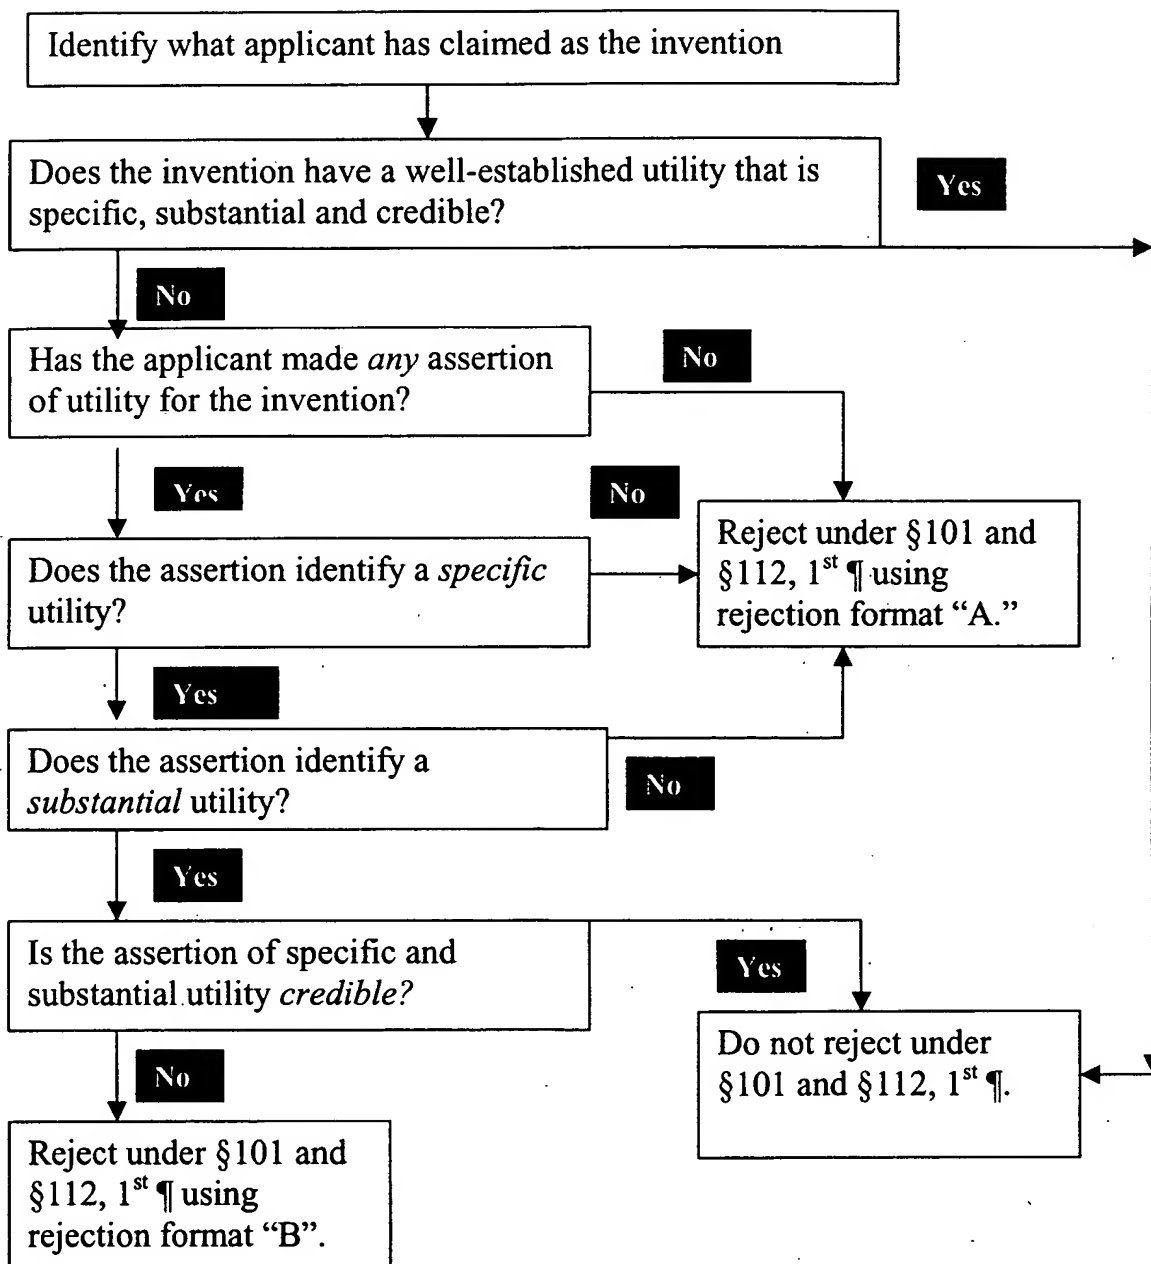 Identify what applicant has claimed as the invention
Does the invention have a well-established utility that is
specific, substantial and credible?
Yes
No
Has the applicant made any assertion
of utility for the invention?
No
Yes
No
Does the assertion identify a specific
utility?
Reject under §101 and
§112, 1st ¶ using
rejection format “A.”
Yes
Does the assertion identify a
substantial utility?
No
Yes
Is the assertion of specific and
substantial utility credible?
Yes
Do not reject under
§101 and §112, 1st ¶.
No
Reject under §101 and
§112, 1st ¶ using
rejection format “B”.